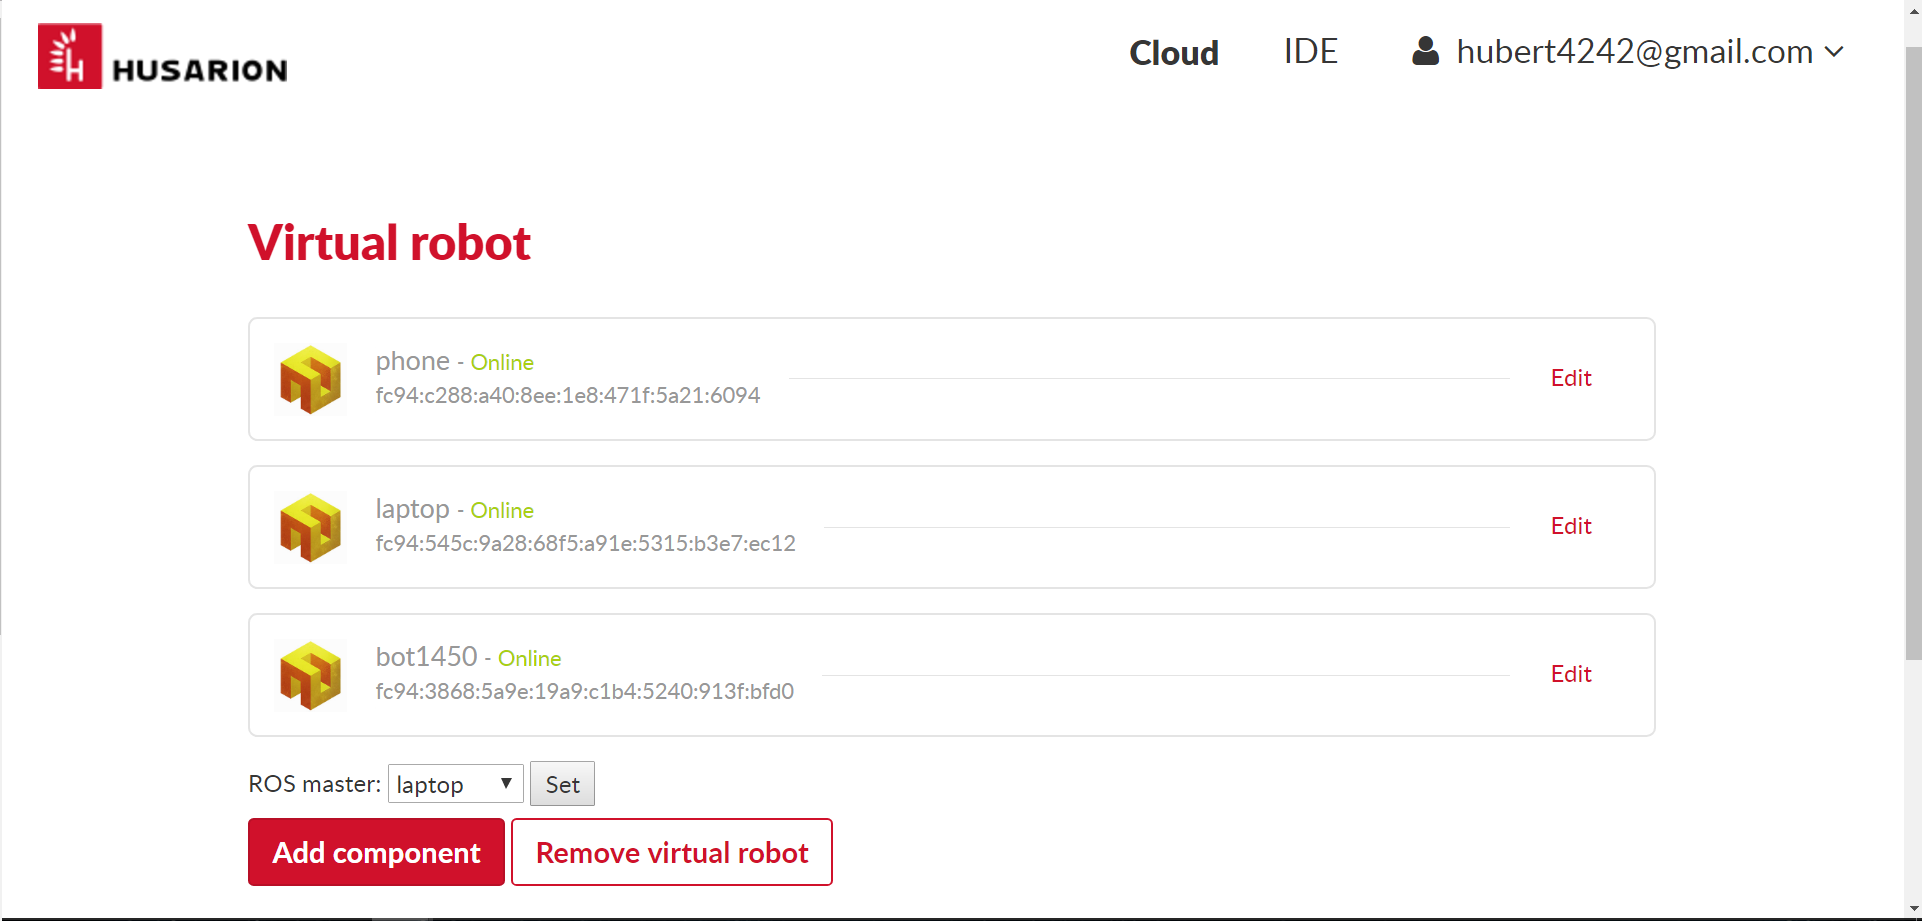 HUSARION
Cloud IDE hubert4242@gmail.com
Virtual robot
phone - Online
fc94:c288:a40:8ee:1e8:471f:5a21:6094
Edit
laptop - Online
fc94:545c:9a28:68f5:a91e:5315:b3e7:ec12
Edit
bot1450 - Online
fc94:3868:5a9e:19a9:c1b4:5240:913f:bfd0
Edit
ROS master: laptop Set
Add component Remove virtual robot